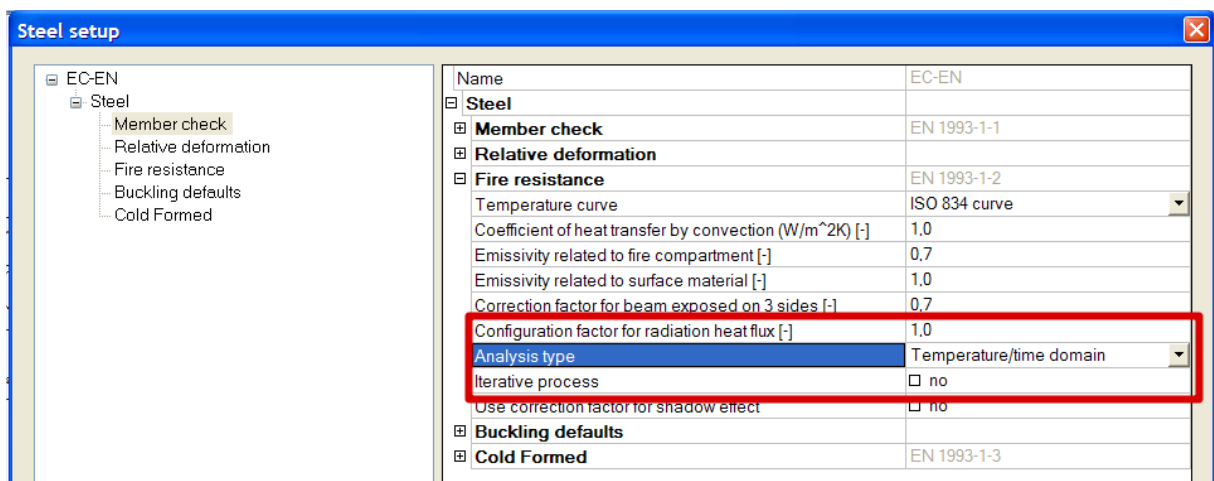 Steel setup
EC-EN
Steel
Member check
Relative deformation
Fire resistance
Buckling defaults
Cold Formed
Name EC-EN
Steel
Member check EN 1993-1-1
Relative deformation
Fire resistance EN 1993-1-2
Temperature curve ISO 834 curve
Coefficient of heat transfer by convection (W/m^2K) [-] 1,0
Emissivity related to fire compartment [-] 0,7
Emissivity related to surface material [-] 1,0
Correction factor for beam exposed on 3 sides [-] 0,7
Configuration factor for radiation heat flux [-] 1,0
Analysis type Temperature/time domain
Iterative process no
Use correction factor for shadow effect no
Buckling defaults
Cold Formed EN 1993-1-3